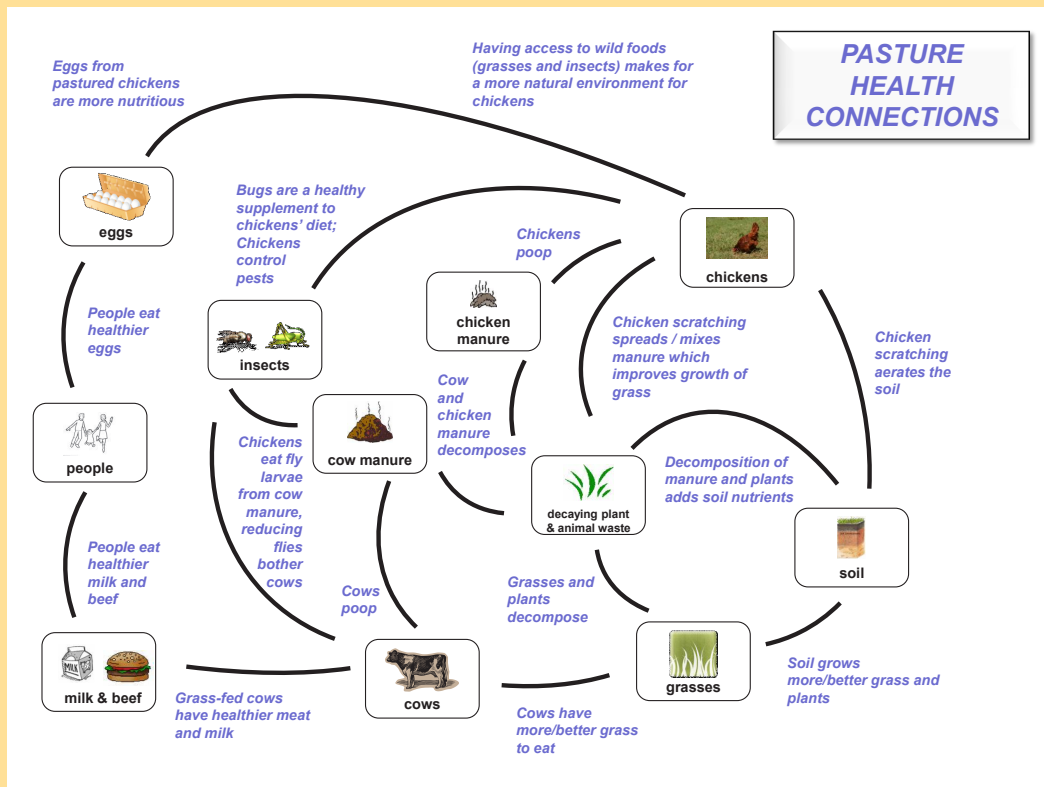 PASTURE
HEALTH
CONNECTIONS
Having access to wild foods
(grasses and insects) makes for
a more natural environment for
chickens
Eggs from
pastured chickens
are more nutritious
eggs
Bugs are a healthy
supplement to
chickens’ diet;
Chickens
control
pests
Chickens
poop
chickens
chicken
manure
insects
People eat
healthier
eggs
Chicken scratching
spreads / mixes
manure which
improves growth of
grass
Chicken
scratching
aerates the
soil
Cow
and
chicken
manure
decomposes
people
cow manure
Chickens
eat fly
larvae
from cow
manure,
reducing
flies
bother
cows
Decomposition of
manure and plants
adds soil nutrients
decaying plant
& animal waste
soil
People eat
healthier
milk and
beef
Cows
poop
Grasses and
plants
decompose
MILK
milk & beef
cows
grasses
Soil grows
more/better grass and
plants
Grass-fed cows
have healthier meat
and milk
Cows have
more/better grass
to eat